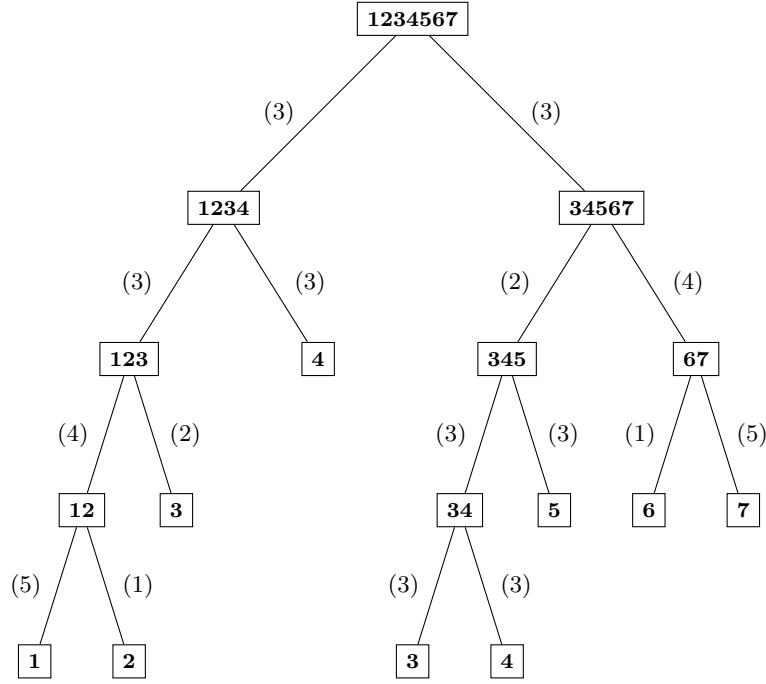 1234567
(3) (3)
1234 34567
(3) (3) (2) (4)
123 4 345 67
(4) (2) (3) (3) (1) (5)
12 3 34 5 6 7
(5) (1) (3) (3)
1 2 3 4